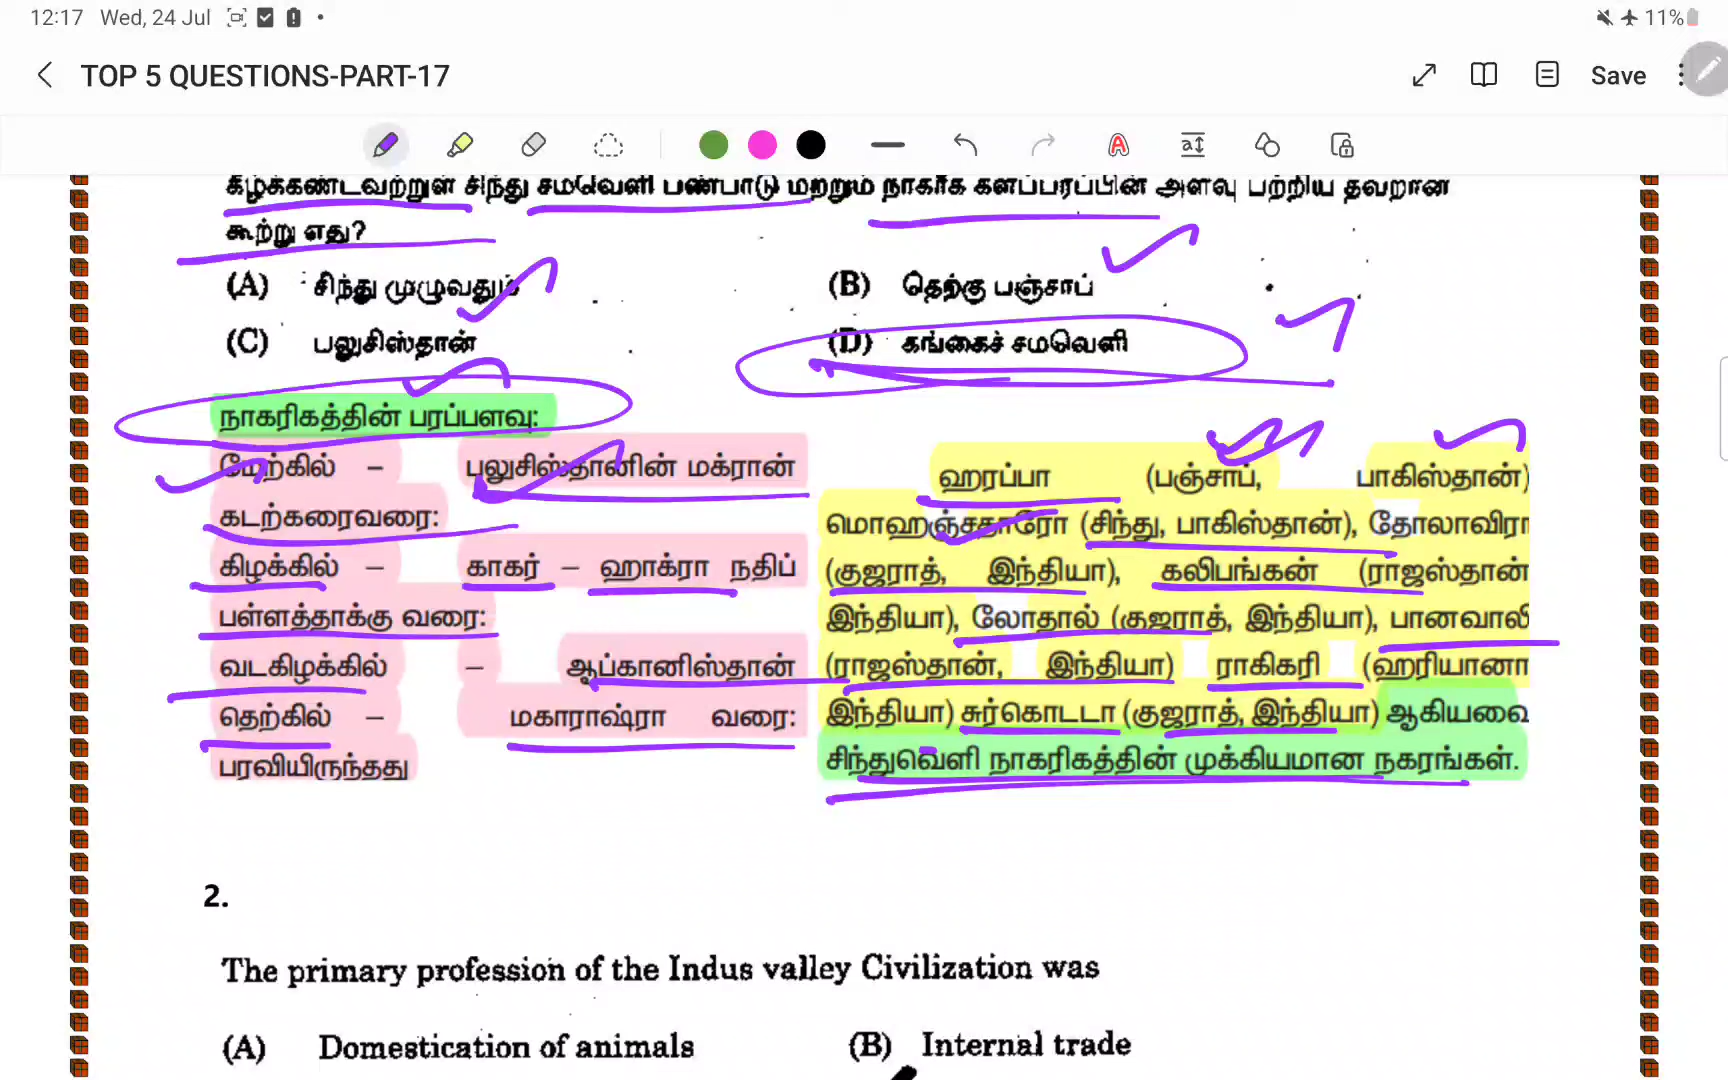 12:17 Wed, 24 Jul
11%
TOP 5 QUESTIONS-PART-17
Save
கீழ்க்கண்டவற்றுள் சிந்து சமவெளி பண்பாடு மற்றும் நாகரிக களப்பரப்பின் அளவு பற்றிய தவறான
கூற்று எது?
(A) சிந்து முழுவதும் (B) தெற்கு பஞ்சாப்
(C) பலுசிஸ்தான் (D) கங்கைச் சமவெளி
நாகரிகத்தின் பரப்பளவு:
மேற்கில் – பலுசிஸ்தானின் மக்ரான்
கடற்கரைவரை:
கிழக்கில் – காகர் – ஹாக்ரா நதிப்
பள்ளத்தாக்கு வரை:
வடகிழக்கில் – ஆப்கானிஸ்தான்
தெற்கில் – மகாராஷ்ரா வரை:
பரவியிருந்தது
ஹரப்பா (பஞ்சாப், பாகிஸ்தான்)
மொஹஞ்சதாரோ (சிந்து, பாகிஸ்தான்), தோலாவிரா
(குஜராத், இந்தியா), கலிபங்கன் (ராஜஸ்தான்
இந்தியா), லோதால் (குஜராத், இந்தியா), பானவாலி
(ராஜஸ்தான், இந்தியா) ராகிகரி (ஹரியானா
இந்தியா) சுர்கொடடா (குஜராத், இந்தியா) ஆகியவை
சிந்துவெளி நாகரிகத்தின் முக்கியமான நகரங்கள்.
2.
The primary profession of the Indus valley Civilization was
(A) Domestication of animals (B) Internal trade